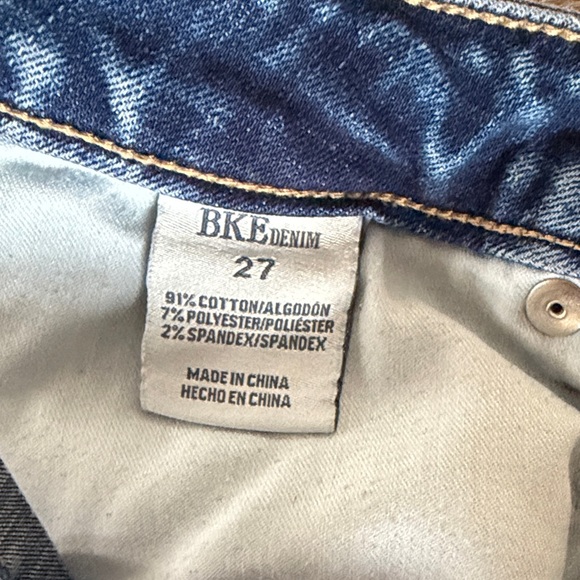 BKE DENIM
27
91% COTTON/ALGODÓN
7% POLYESTER/POLIÉSTER
2% SPANDEX/SPANDEX
MADE IN CHINA
HECHO EN CHINA